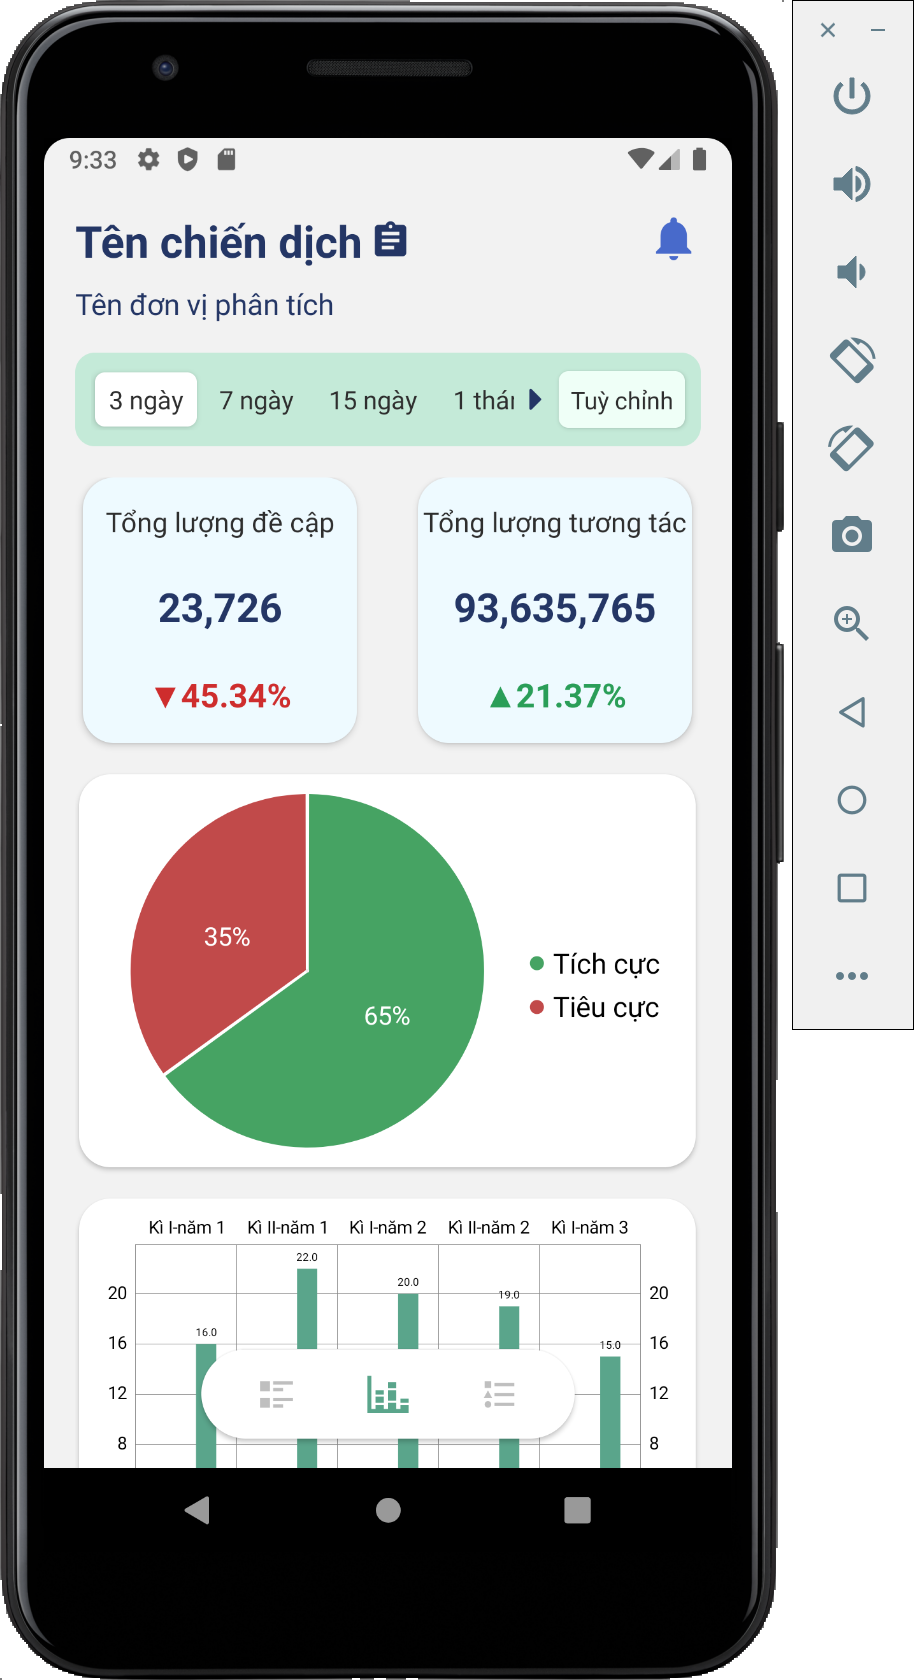 9:33
Tên chiến dịch
Tên đơn vị phân tích
3 ngày 7 ngày 15 ngày 1 thái Tuỳ chỉnh
Tổng lượng đề cập Tổng lượng tương tác
23,726 93,635,765
▼45.34% ▲21.37%
35%
65%
Tích cực
Tiêu cực
Kì I-năm 1 Kì II-năm 1 Kì I-năm 2 Kì II-năm 2 Kì I-năm 3
22.0
20.0
20 19.0 20
16.0
16 15.0 16
12 12
8 8